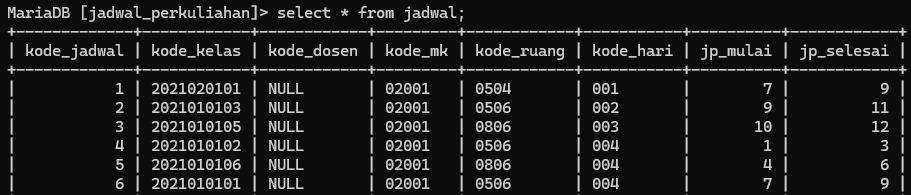 MariaDB [jadwal_perkuliahan]> select * from jadwal;
+-------------+------------+------------+---------+------------+-----------+----------+------------+
| kode_jadwal | kode_kelas | kode_dosen | kode_mk | kode_ruang | kode_hari | jp_mulai | jp_selesai |
+-------------+------------+------------+---------+------------+-----------+----------+------------+
|           1 | 2021020101 | NULL       | 02001   | 0504       | 001       |        7 |          9 |
|           2 | 2021010103 | NULL       | 02001   | 0506       | 002       |        9 |         11 |
|           3 | 2021010105 | NULL       | 02001   | 0806       | 003       |       10 |         12 |
|           4 | 2021010102 | NULL       | 02001   | 0506       | 004       |        1 |          3 |
|           5 | 2021010106 | NULL       | 02001   | 0806       | 004       |        4 |          6 |
|           6 | 2021010101 | NULL       | 02001   | 0506       | 004       |        7 |          9 |